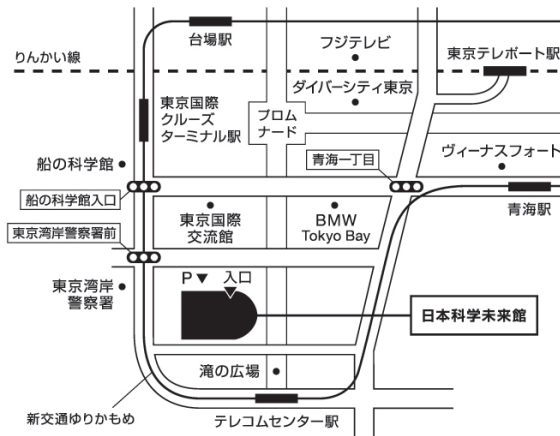 台場駅
フジテレビ
東京テレポート駅
りんかい線
ダイバーシティ東京
東京国際
クルーズ
ターミナル駅
プロム
ナード
青海一丁目
ヴィーナスフォート
船の科学館
船の科学館入口
東京国際
交流館
BMW
Tokyo Bay
青海駅
東京湾岸警察署前
P▼
入口
東京湾岸
警察署
日本科学未来館
滝の広場
新交通ゆりかもめ
テレコムセンター駅